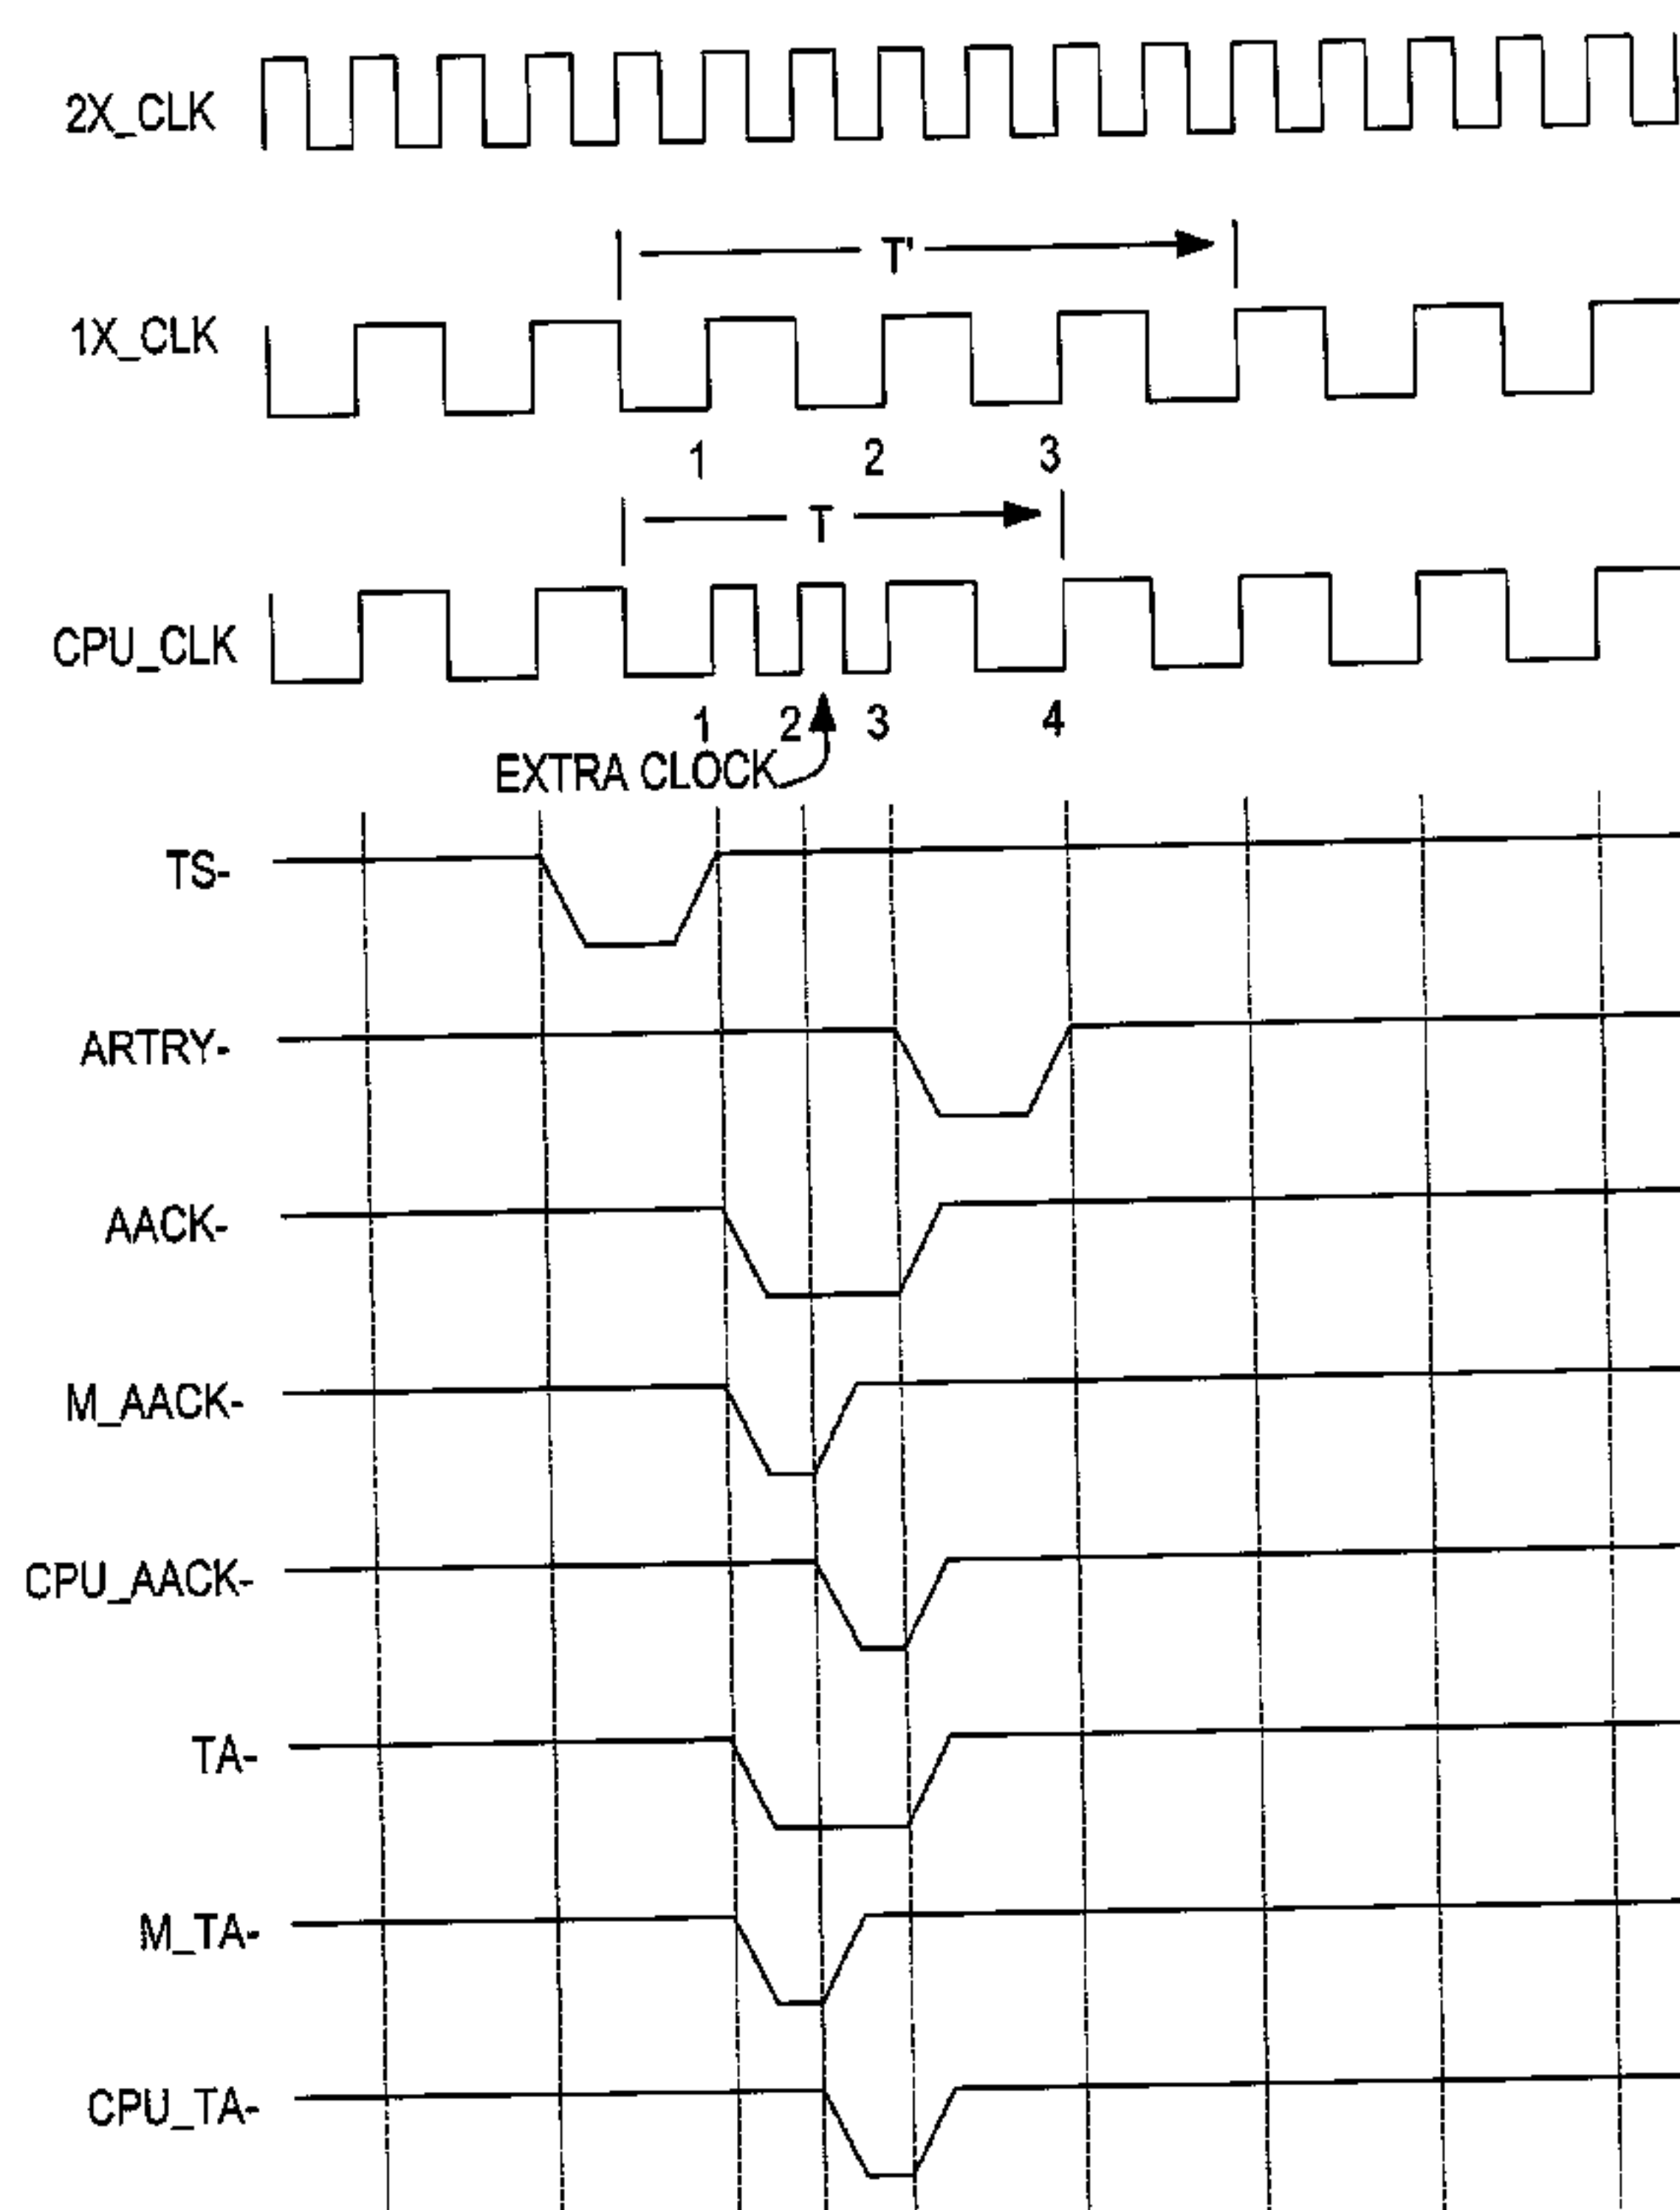 2X_CLK
T'
1X_CLK
1 2 3
T
CPU_CLK
1 2 3 4
EXTRA CLOCK
TS-
ARTRY-
AACK-
M_AACK-
CPU_AACK-
TA-
M_TA-
CPU_TA-